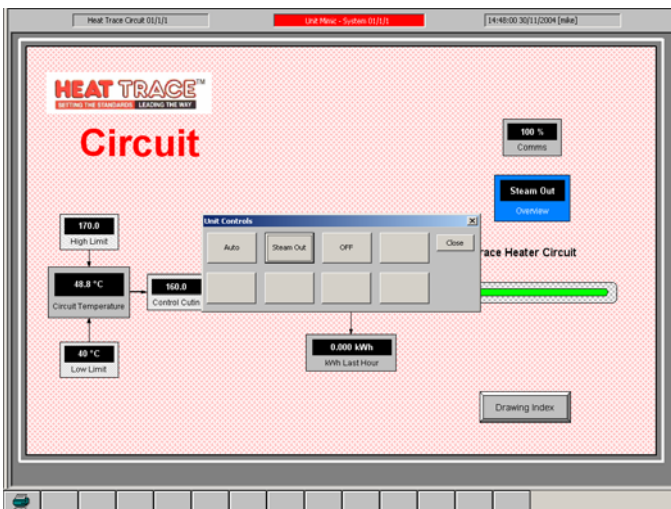 Heat Trace Circuit 01/1/1
Unit Mimic - System 01/1/1
14:48:00 30/11/2004 [mike]
HEAT TRACE™
SETTING THE STANDARDS LEADING THE WAY
Circuit
100 %
Comms
Steam Out
Overview
170.0
High Limit
Unit Controls
Auto
Steam Out
OFF
Close
race Heater Circuit
48.8 °C
Circuit Temperature
160.0
Control Cutin
40 °C
Low Limit
0.000 kWh
kWh Last Hour
Drawing Index